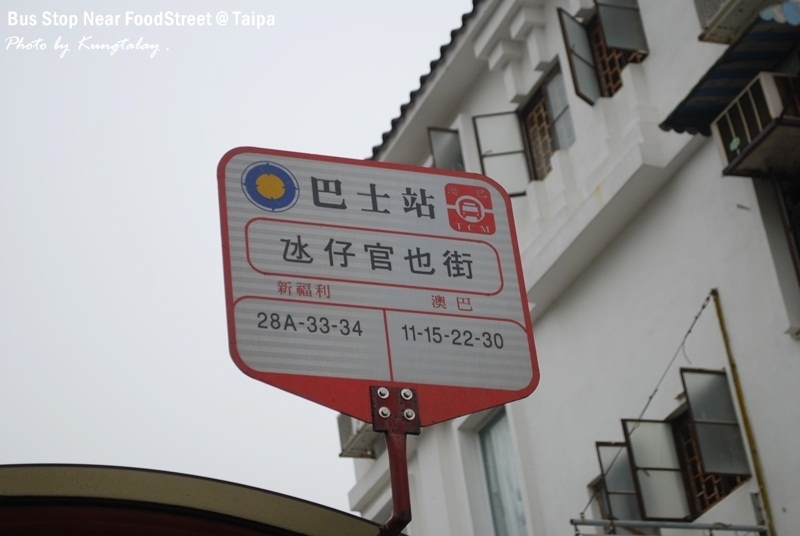 Bus Stop Near FoodStreet @ Taipa
Photo by Kungtalay.
巴士站
澳巴
TCM
氹仔官也街
新福利 澳巴
28A-33-34 11-15-22-30